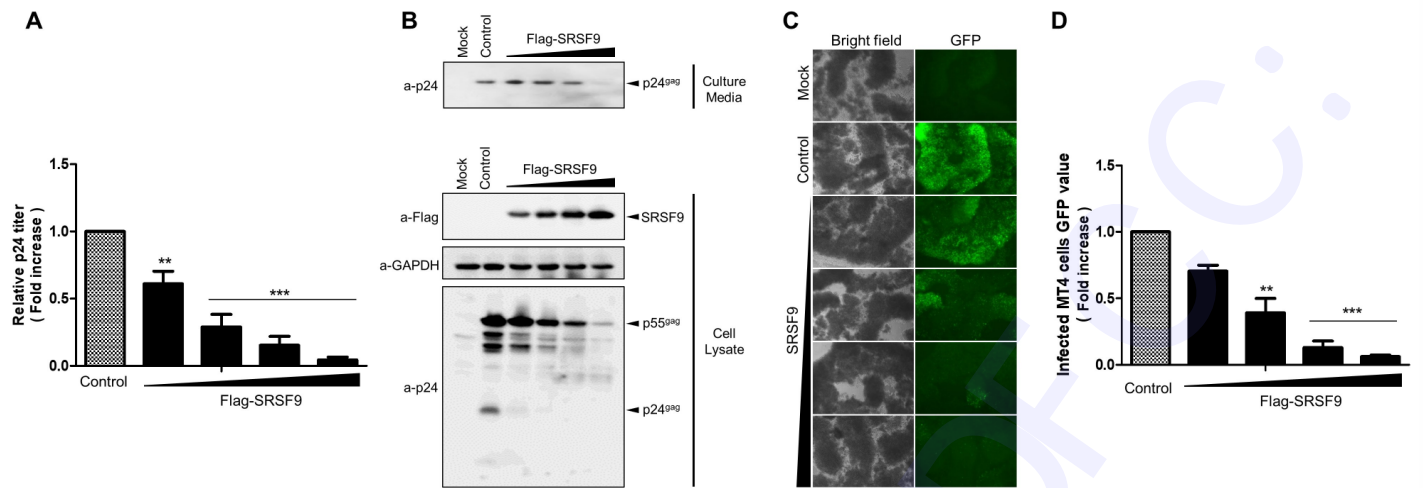 A
1.5
1.0
0.5
0.0
Relative p24 titer
( Fold increase )
**
***
Control
Flag-SRSF9
B
Mock
Control
Flag-SRSF9
a-p24
p24gag
Culture
Media
Mock
Control
Flag-SRSF9
a-Flag
SRSF9
a-GAPDH
a-p24
p55gag
p24gag
Cell
Lysate
C
Bright field
GFP
Mock
Control
SRSF9
D
1.5
1.0
0.5
0.0
Infected MT4 cells GFP value
( Fold increase )
**
***
Control
Flag-SRSF9